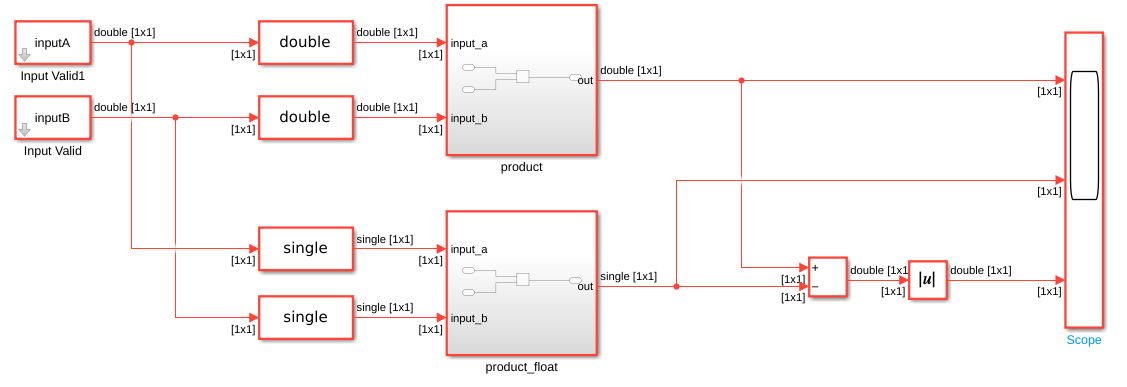 inputA
Input Valid1
double [1x1]
[1x1]
double
double [1x1]
[1x1]
inputB
Input Valid
double [1x1]
[1x1]
double
double [1x1]
[1x1]
input_a
input_b
out
product
double [1x1]
[1x1]
[1x1]
single
single [1x1]
[1x1]
[1x1]
single
single [1x1]
[1x1]
input_a
input_b
out
product_float
single [1x1]
[1x1]
[1x1]
+
−
[1x1]
double [1x1
[1x1]
|u|
double [1x1]
[1x1]
Scope